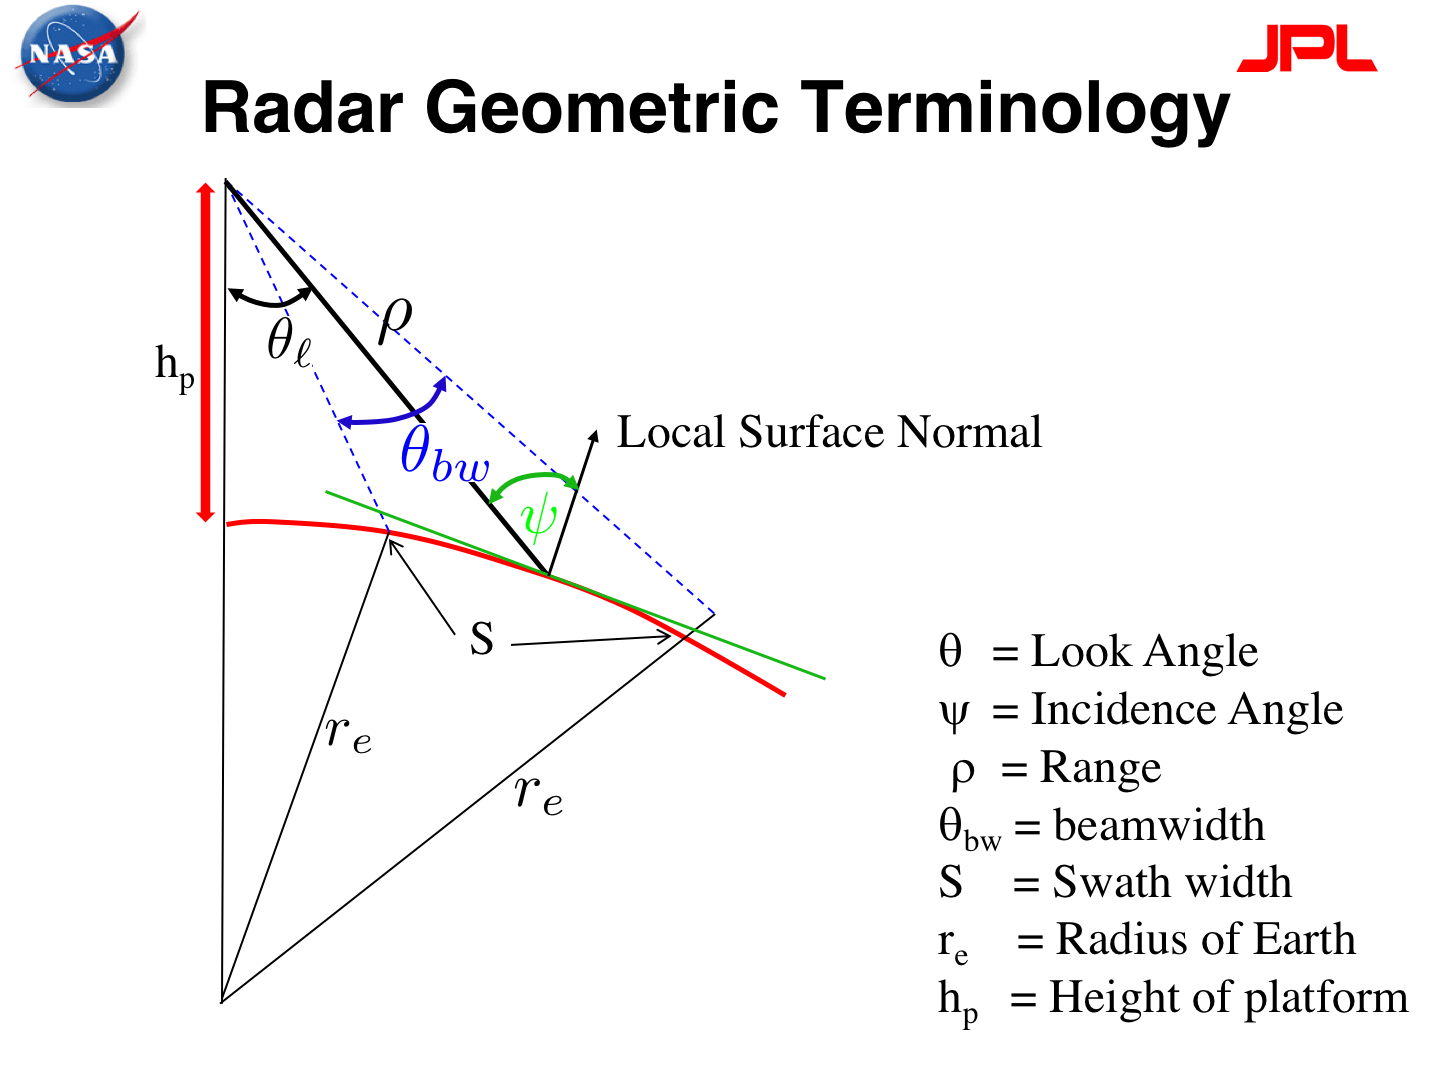 NASA
JPL
Radar Geometric Terminology
ρ
θℓ
hp
Local Surface Normal
θbw
ψ
S
re
re
θ = Look Angle
ψ = Incidence Angle
ρ = Range
θbw = beamwidth
S = Swath width
re = Radius of Earth
hp = Height of platform